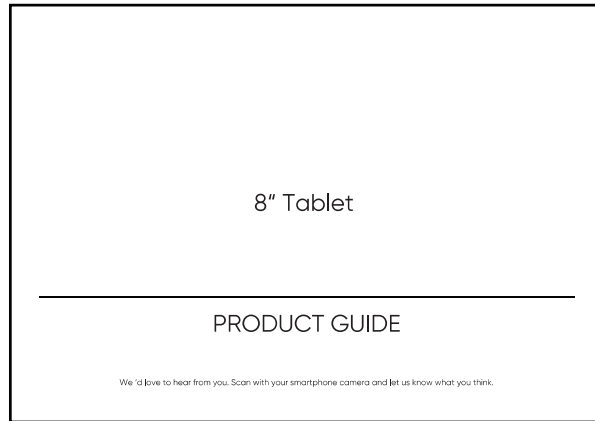 8“ Tablet
PRODUCT GUIDE
We ‘d love to hear from you. Scan with your smartphone camera and let us know what you think.